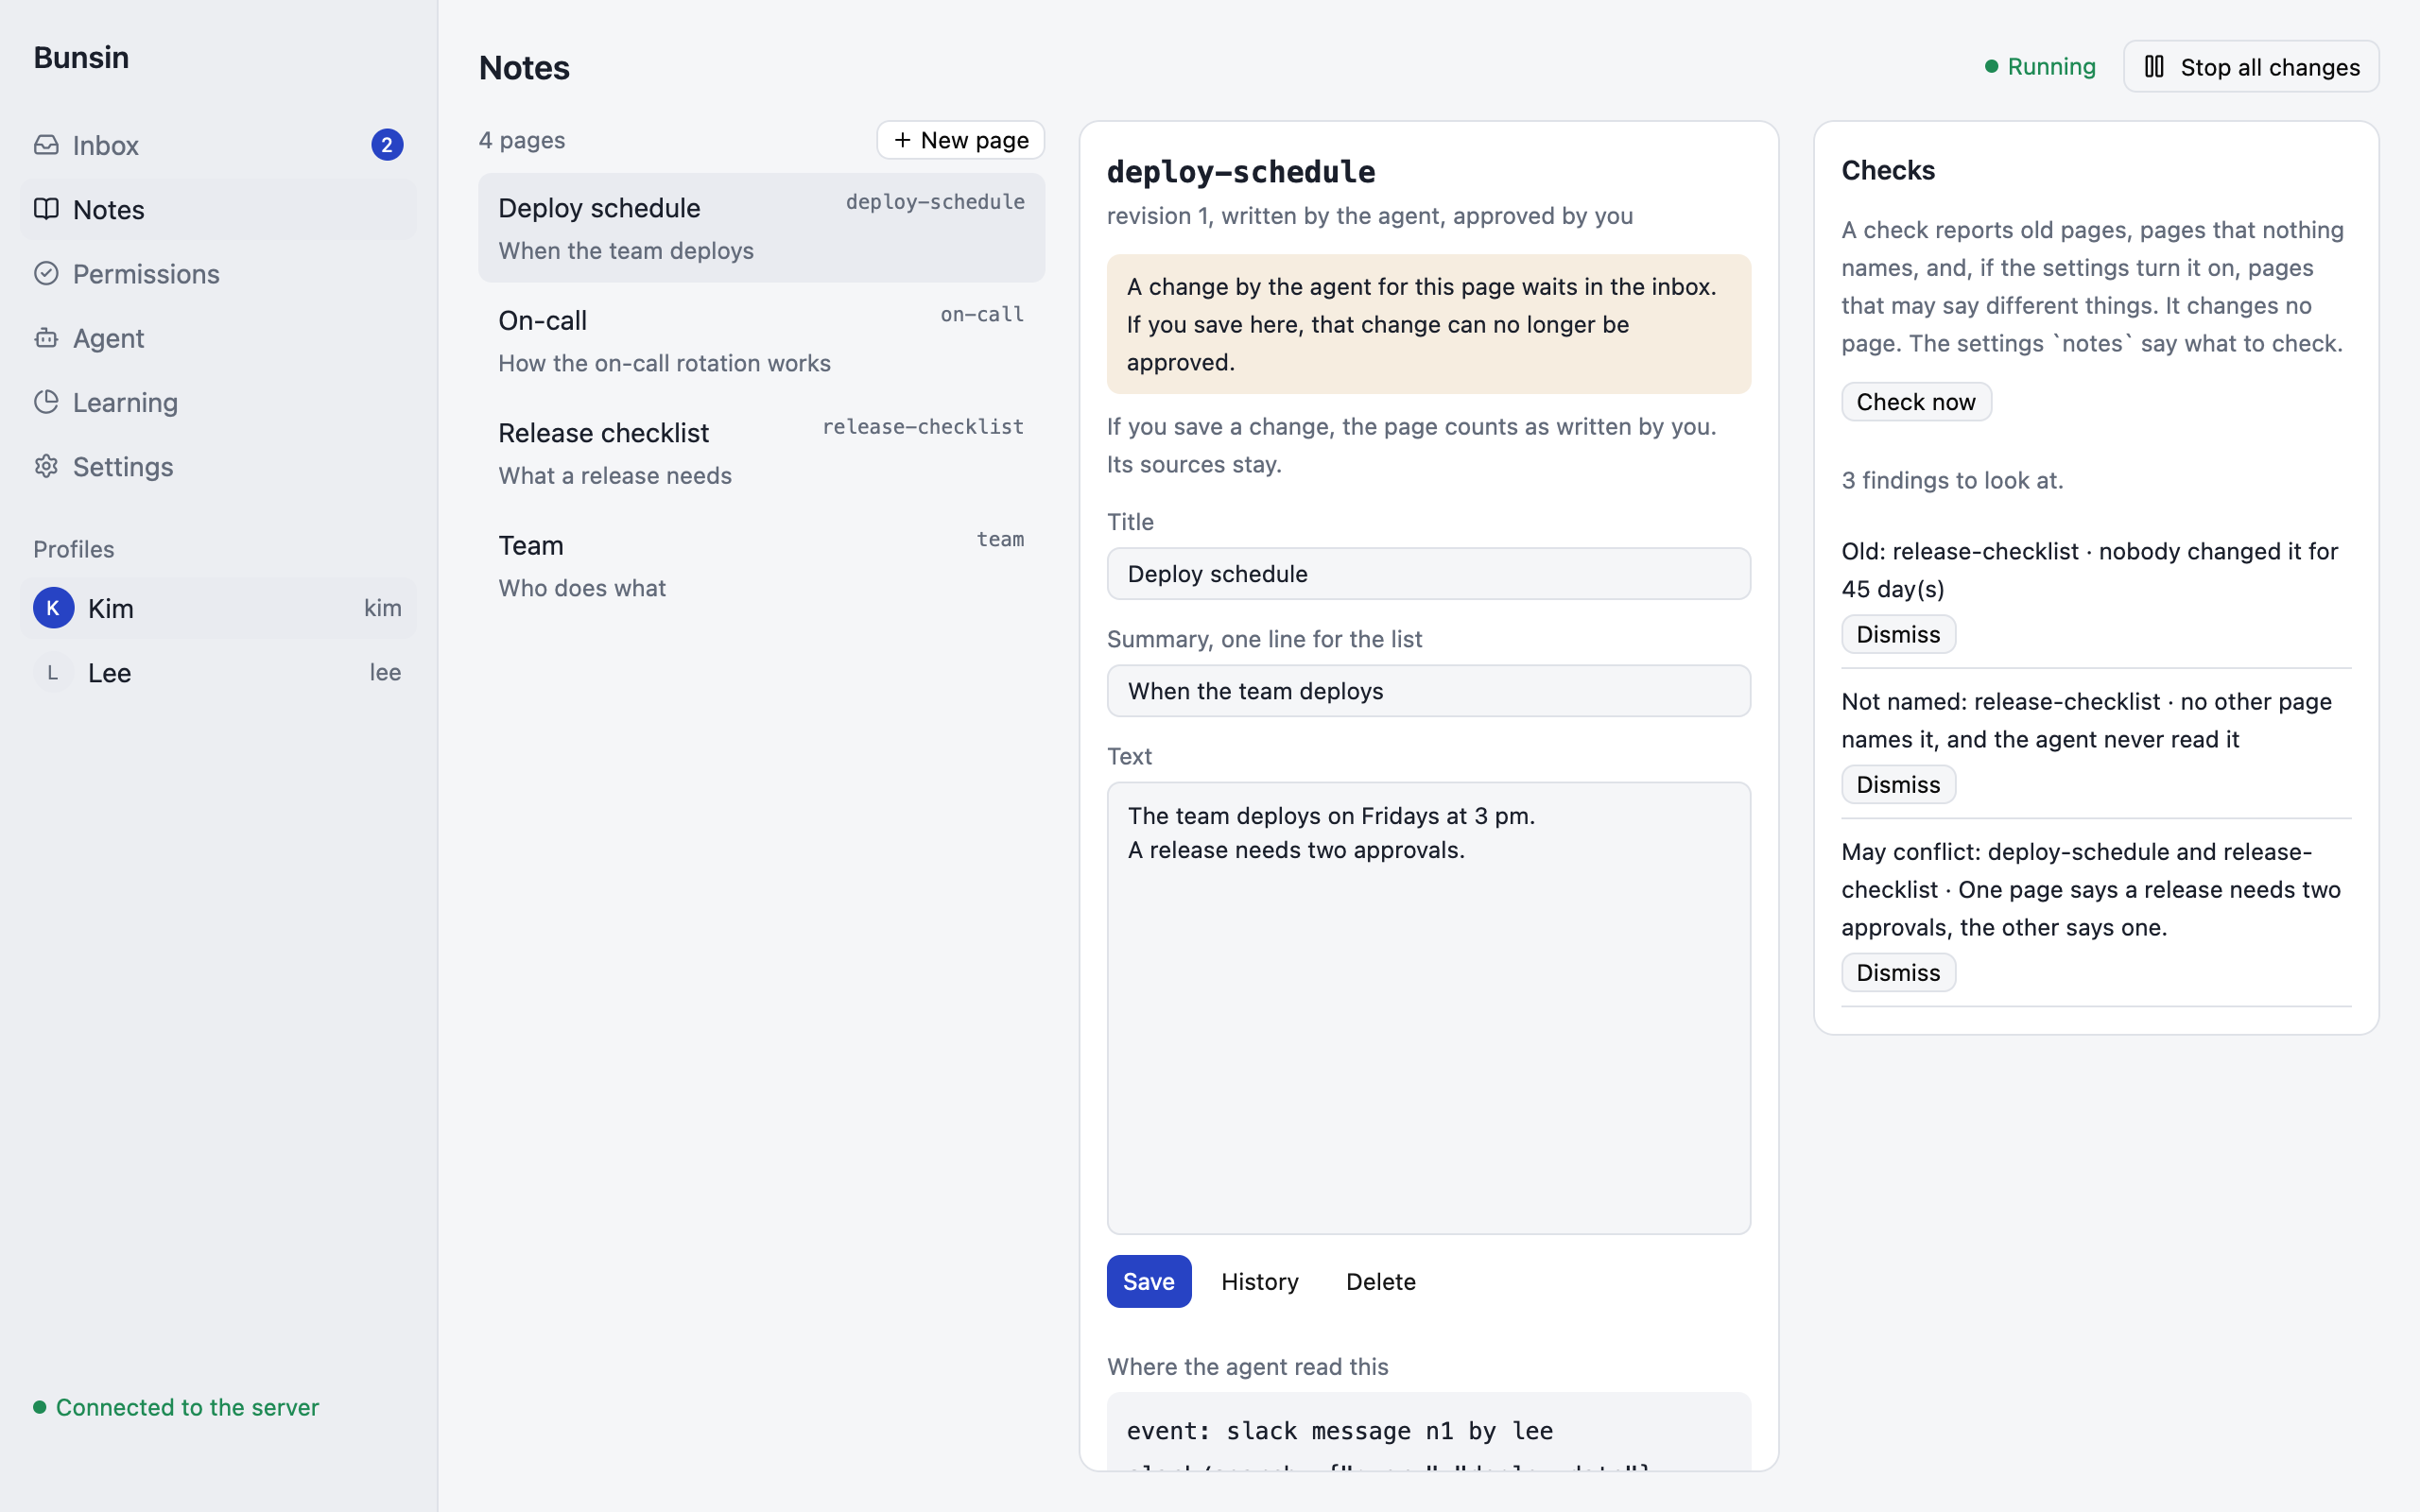 Bunsin
Inbox
2
Notes
Permissions
Agent
Learning
Settings
Profiles
K
Kim
kim
L
Lee
lee
Connected to the server
Notes
Running
Stop all changes
4 pages
+ New page
Deploy schedule
deploy-schedule
When the team deploys
On-call
on-call
How the on-call rotation works
Release checklist
release-checklist
What a release needs
Team
team
Who does what
deploy-schedule
revision 1, written by the agent, approved by you
A change by the agent for this page waits in the inbox.
If you save here, that change can no longer be
approved.
If you save a change, the page counts as written by you.
Its sources stay.
Title
Deploy schedule
Summary, one line for the list
When the team deploys
Text
The team deploys on Fridays at 3 pm.
A release needs two approvals.
Save
History
Delete
Where the agent read this
event: slack message n1 by lee
Checks
A check reports old pages, pages that nothing
names, and, if the settings turn it on, pages
that may say different things. It changes no
page. The settings `notes` say what to check.
Check now
3 findings to look at.
Old: release-checklist · nobody changed it for
45 day(s)
Dismiss
Not named: release-checklist · no other page
names it, and the agent never read it
Dismiss
May conflict: deploy-schedule and release-
checklist · One page says a release needs two
approvals, the other says one.
Dismiss